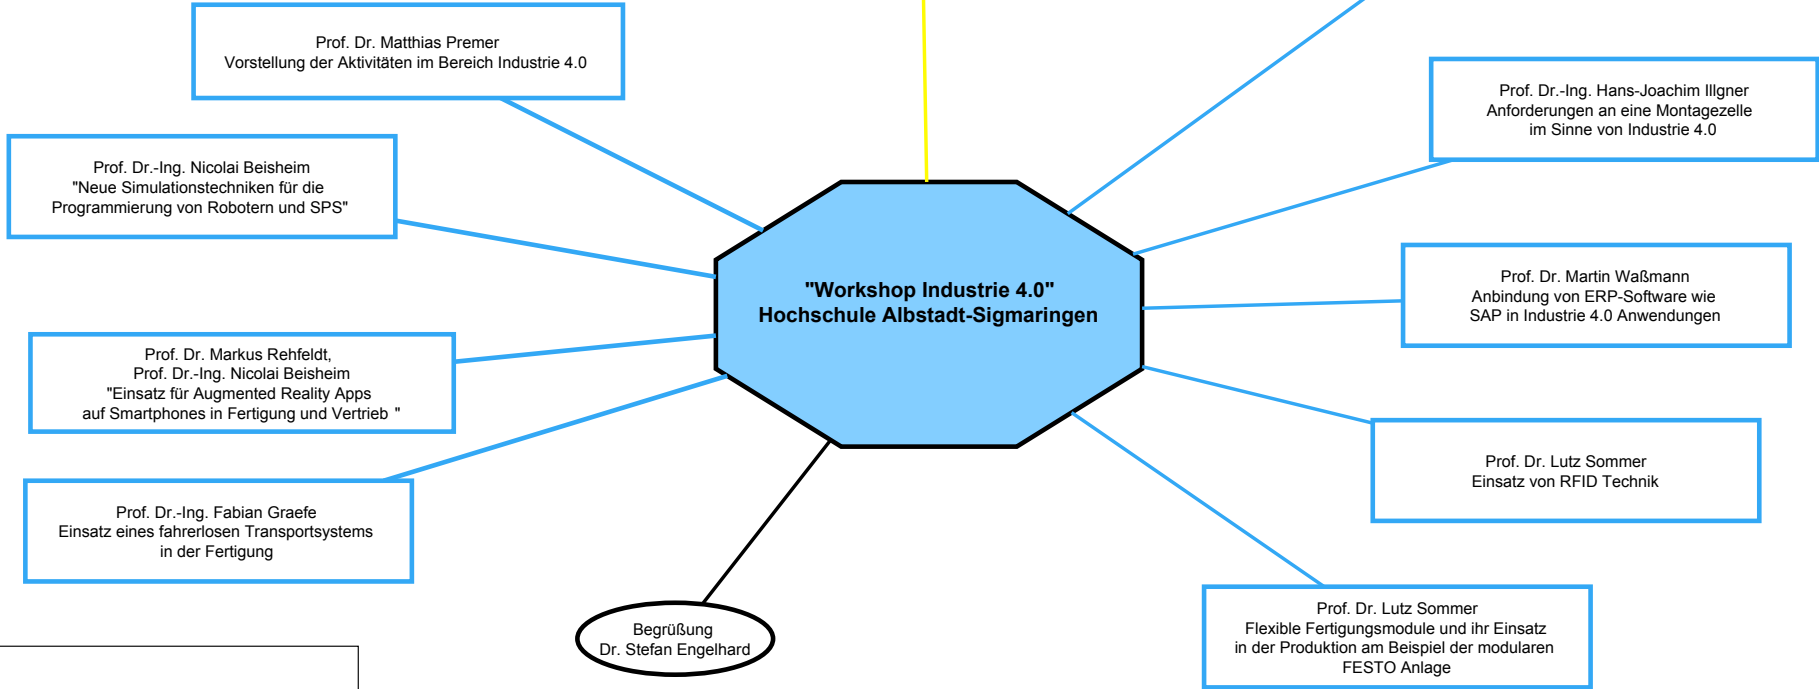 Prof. Dr. Matthias Premer
Vorstellung der Aktivitäten im Bereich Industrie 4.0
Prof. Dr.-Ing. Hans-Joachim Illgner
Anforderungen an eine Montagezelle
im Sinne von Industrie 4.0
Prof. Dr.-Ing. Nicolai Beisheim
"Neue Simulationstechniken für die
Programmierung von Robotern und SPS"
"Workshop Industrie 4.0"
Hochschule Albstadt-Sigmaringen
Prof. Dr. Martin Waßmann
Anbindung von ERP-Software wie
SAP in Industrie 4.0 Anwendungen
Prof. Dr. Markus Rehfeldt,
Prof. Dr.-Ing. Nicolai Beisheim
"Einsatz für Augmented Reality Apps
auf Smartphones in Fertigung und Vertrieb "
Prof. Dr. Lutz Sommer
Einsatz von RFID Technik
Prof. Dr.-Ing. Fabian Graefe
Einsatz eines fahrerlosen Transportsystems
in der Fertigung
Begrüßung
Dr. Stefan Engelhard
Prof. Dr. Lutz Sommer
Flexible Fertigungsmodule und ihr Einsatz
in der Produktion am Beispiel der modularen
FESTO Anlage